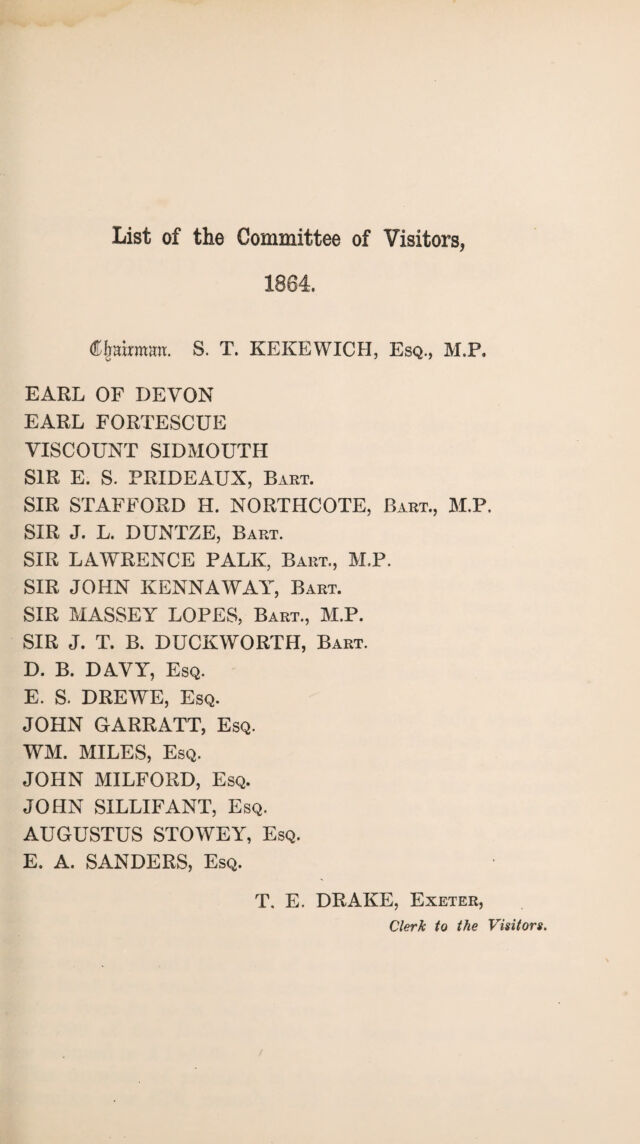 List of the Committee of Visitors,
1864.
Chairman. S. T. KEKEWICH, Esq., M.P.
EARL OF DEVON
EARL FORTESCUE
VISCOUNT SIDMOUTH
SIR E. S. PRIDEAUX, Bart.
SIR STAFFORD H. NORTHCOTE, Bart., M.P.
SIR J. L. DUNTZE, Bart.
SIR LAWRENCE PALK, Bart., M.P.
SIR JOHN KENNAWAY, Bart.
SIR MASSEY LOPES, Bart., M.P.
SIR J. T. B. DUCKWORTH, Bart.
D. B. DAVY, Esq.
E. S. DREWE, Esq.
JOHN GARRATT, Esq.
WM. MILES, Esq.
JOHN MILFORD, Esq.
JOHN SILLIFANT, Esq.
AUGUSTUS STOWEY, Esq.
E. A. SANDERS, Esq.
T. E. DRAKE, Exeter,
Clerk to the Visitors.